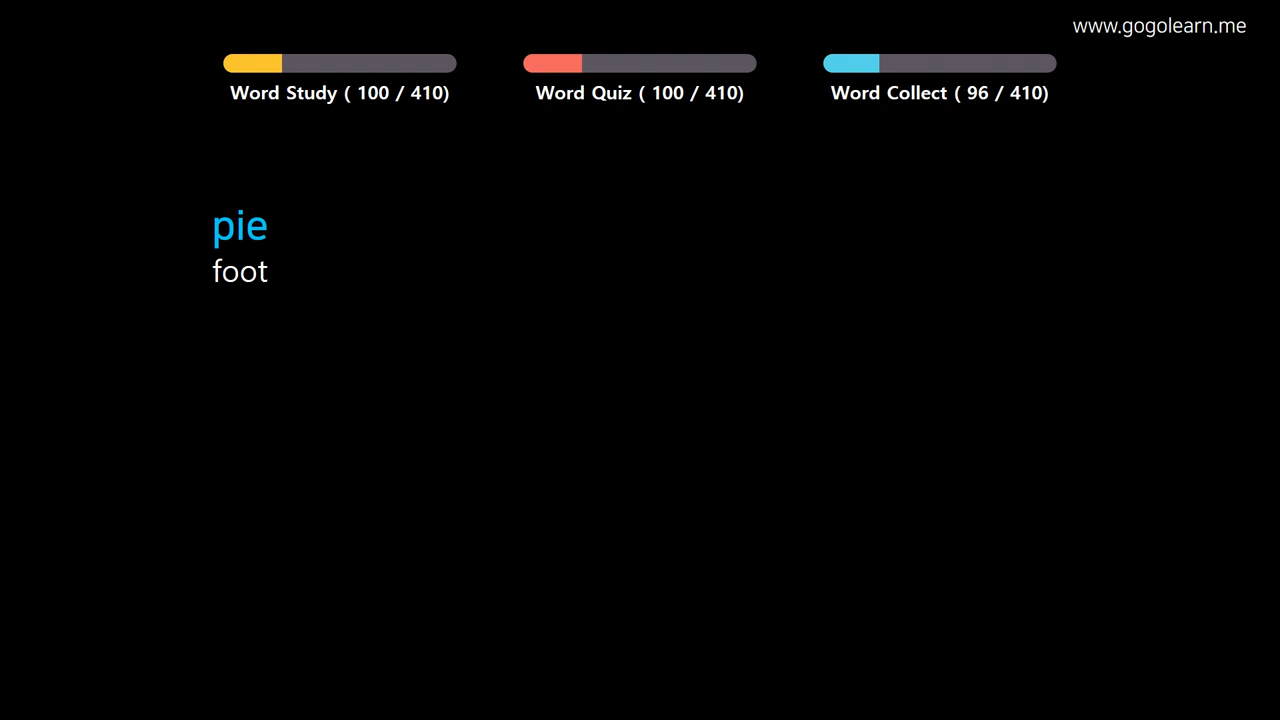 www.gogolearn.me
Word Study ( 100 / 410)
Word Quiz ( 100 / 410)
Word Collect ( 96 / 410)
pie
foot